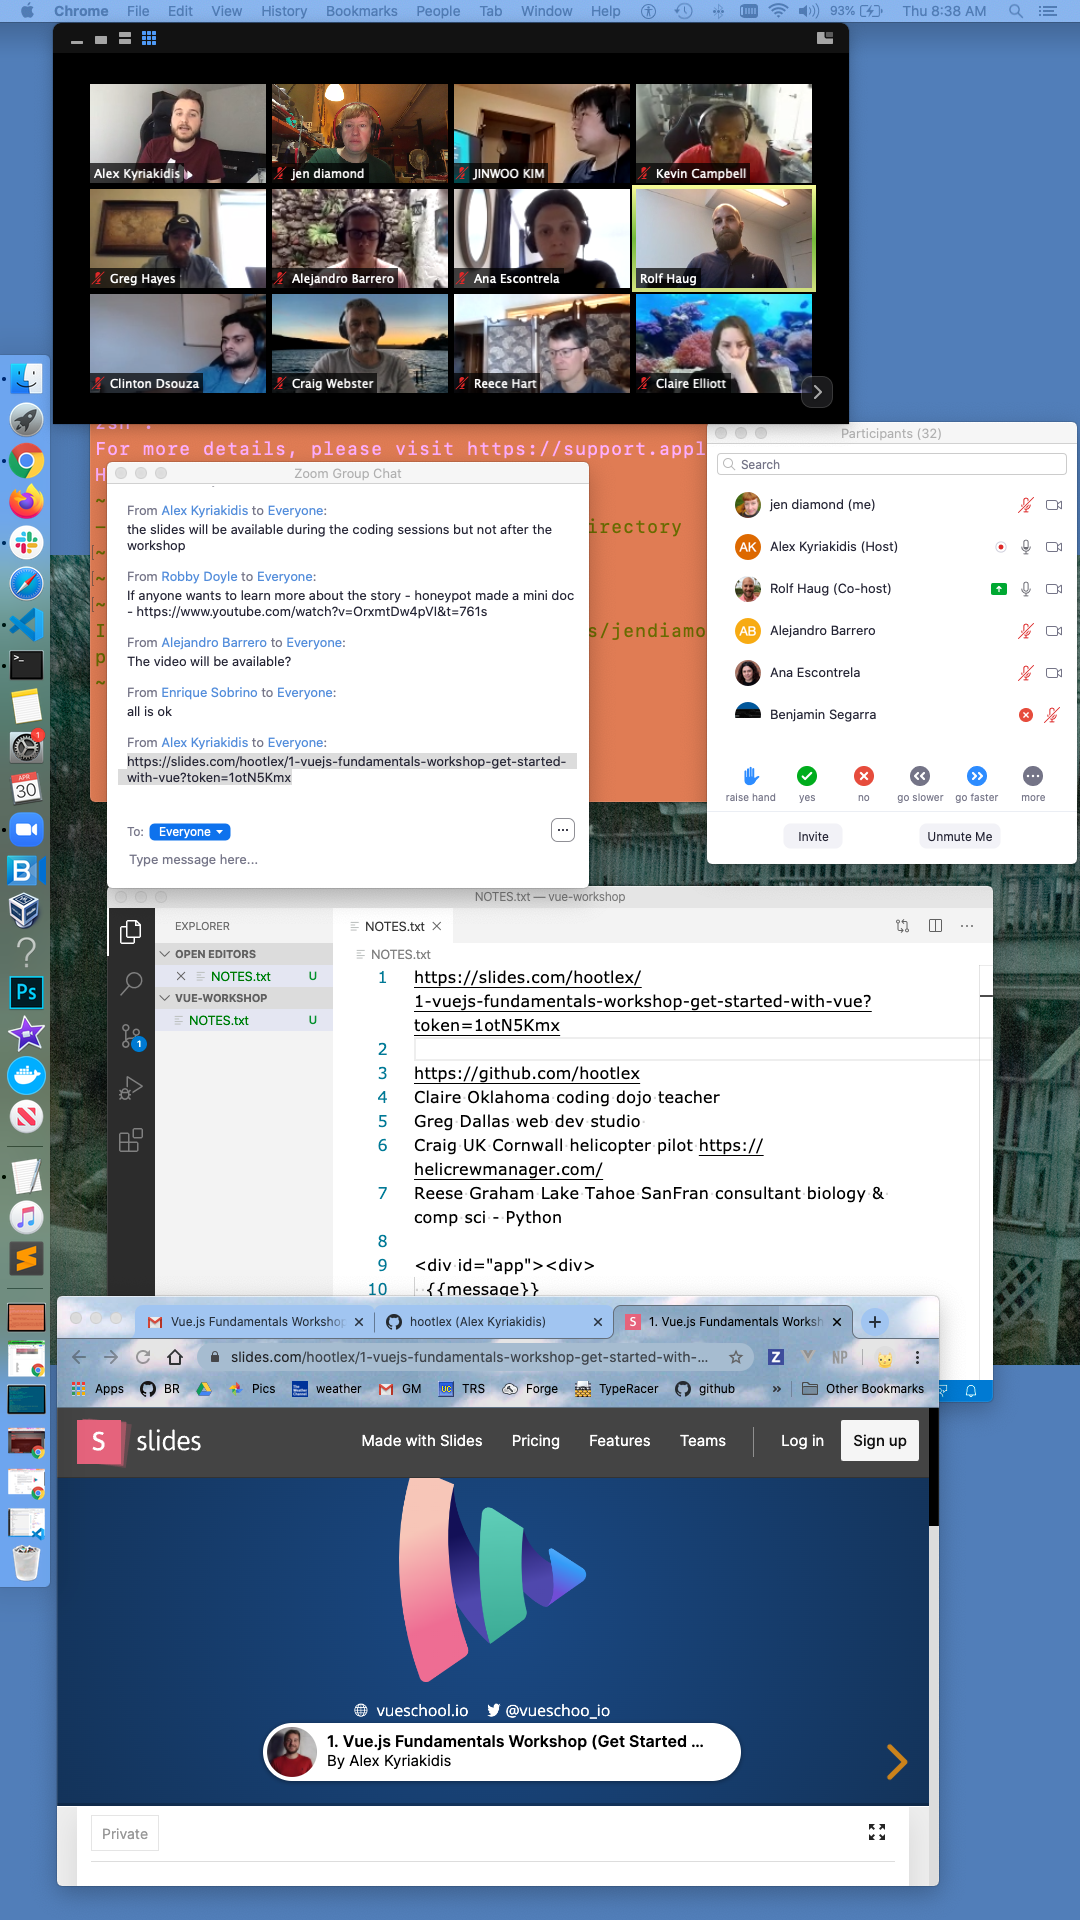 Chrome File Edit View History Bookmarks People Tab Window Help 93% Thu 8:38 AM
Alex Kyriakidis
jen diamond
JINWOO KIM
Kevin Campbell
Greg Hayes
Alejandro Barrero
Ana Escontrela
Rolf Haug
Clinton Dsouza
Craig Webster
Reece Hart
Claire Elliott
For more details, please visit https://support.appl
irectory
s/jendiamo
Zoom Group Chat
From Alex Kyriakidis to Everyone:
the slides will be available during the coding sessions but not after the
workshop
From Robby Doyle to Everyone:
If anyone wants to learn more about the story - honeypot made a mini doc
- https://www.youtube.com/watch?v=OrxmtDw4pVI&t=761s
From Alejandro Barrero to Everyone:
The video will be available?
From Enrique Sobrino to Everyone:
all is ok
From Alex Kyriakidis to Everyone:
https://slides.com/hootlex/1-vuejs-fundamentals-workshop-get-started-
with-vue?token=1otN5Kmx
To: Everyone
Type message here...
Participants (32)
Search
jen diamond (me)
AK Alex Kyriakidis (Host)
Rolf Haug (Co-host)
AB Alejandro Barrero
Ana Escontrela
Benjamin Segarra
raise hand yes no go slower go faster more
Invite Unmute Me
1
APR
30
B
?
Ps
N
S
NOTES.txt — vue-workshop
EXPLORER
OPEN EDITORS
NOTES.txt U
VUE-WORKSHOP
NOTES.txt U
1
NOTES.txt
NOTES.txt
1 https://slides.com/hootlex/
1-vuejs-fundamentals-workshop-get-started-with-vue?
token=1otN5Kmx
2
3 https://github.com/hootlex
4 Claire Oklahoma coding dojo teacher
5 Greg Dallas web dev studio
6 Craig UK Cornwall helicopter pilot https://
helicrewmanager.com/
7 Reese Graham Lake Tahoe SanFran consultant biology &
comp sci - Python
8
9 <div id="app"><div>
10 {{message}}
Vue.js Fundamentals Workshop
hootlex (Alex Kyriakidis)
1. Vue.js Fundamentals Worksh
slides.com/hootlex/1-vuejs-fundamentals-workshop-get-started-with-...
Z NP
Apps BR Pics weather GM UC TRS Forge TypeRacer github » Other Bookmarks
S slides
Made with Slides Pricing Features Teams Log in Sign up
vueschool.io @vueschoo_io
1. Vue.js Fundamentals Workshop (Get Started ...
By Alex Kyriakidis
Private